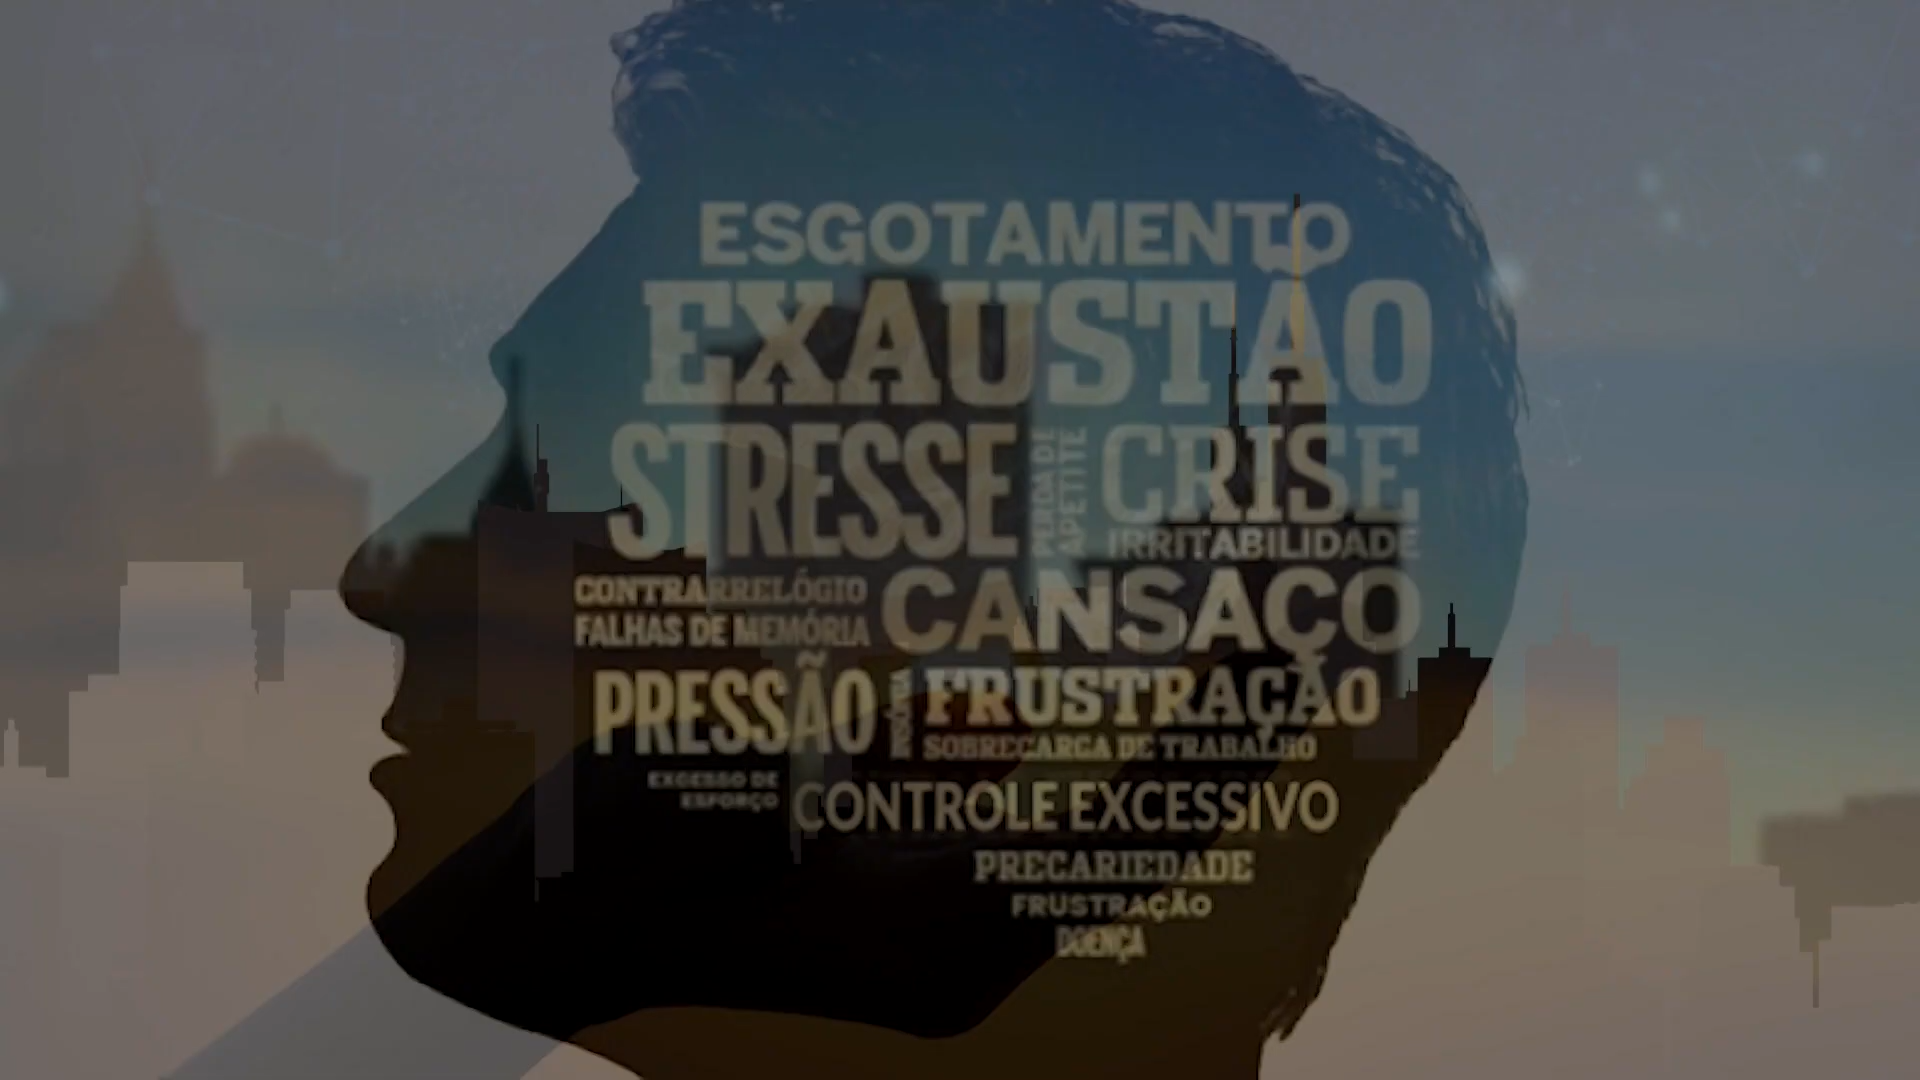 ESGOTAMENTO
EXAUSTÃO
STRESSE
PERDA DE
APETITE
CRISE
IRRITABILIDADE
CONTRARRELÓGIO
FALHAS DE MEMÓRIA
CANSAÇO
PRESSÃO
INSÓNIA
FRUSTRAÇÃO
SOBRECARGA DE TRABALHO
EXCESSO DE
ESFORÇO
CONTROLE EXCESSIVO
PRECARIEDADE
FRUSTRAÇÃO
DOENÇA